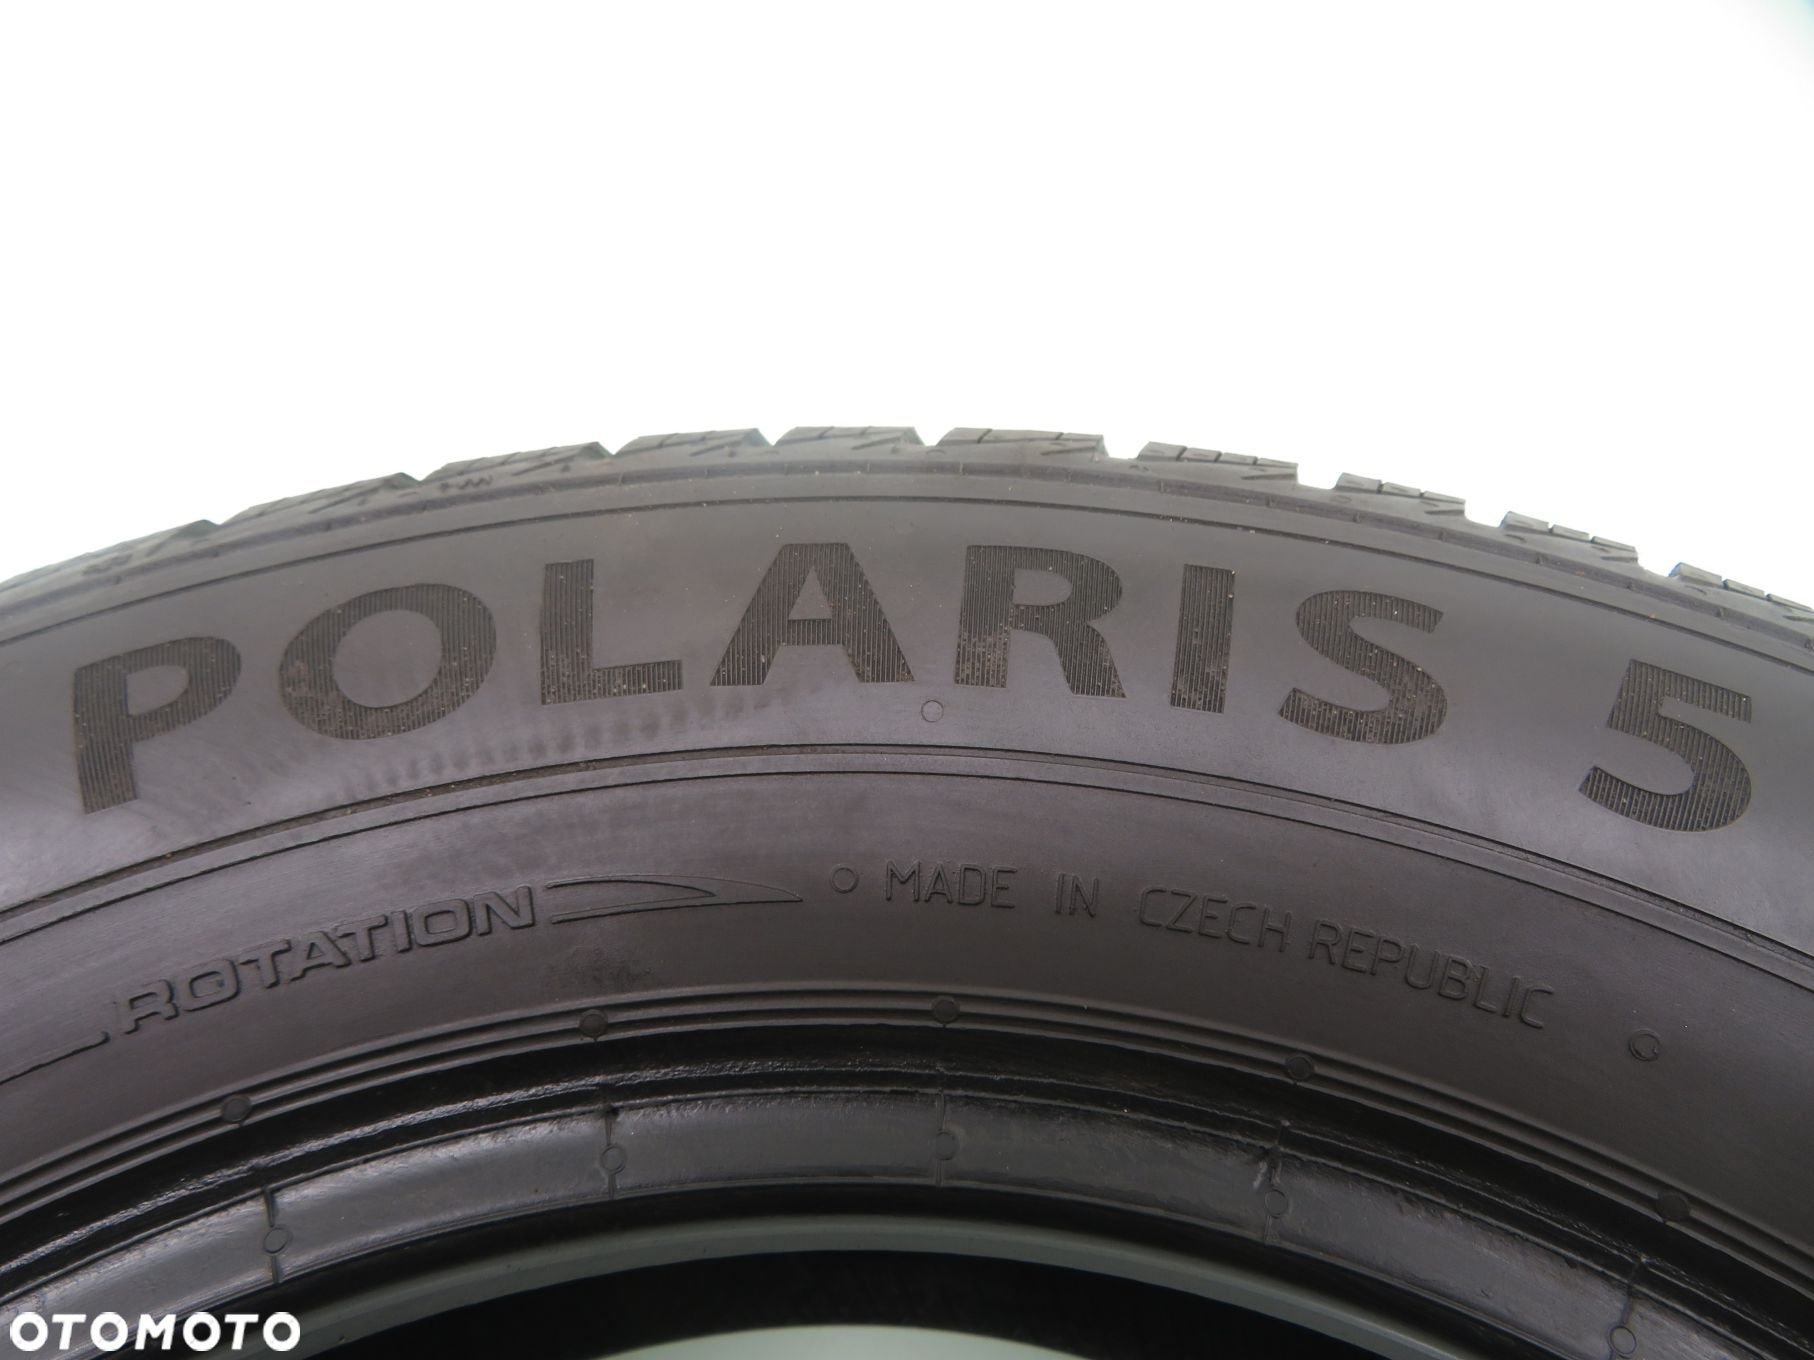 POLARIS 5
ROTATION
MADE IN CZECH REPUBLIC
OTOMOTO